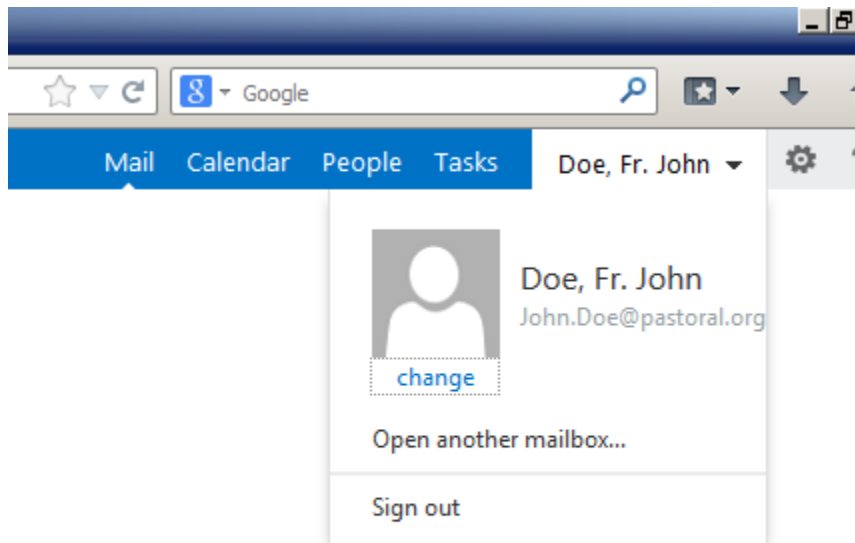 8 Google
Mail Calendar People Tasks Doe, Fr. John
Doe, Fr. John
John.Doe@pastoral.org
change
Open another mailbox...
Sign out